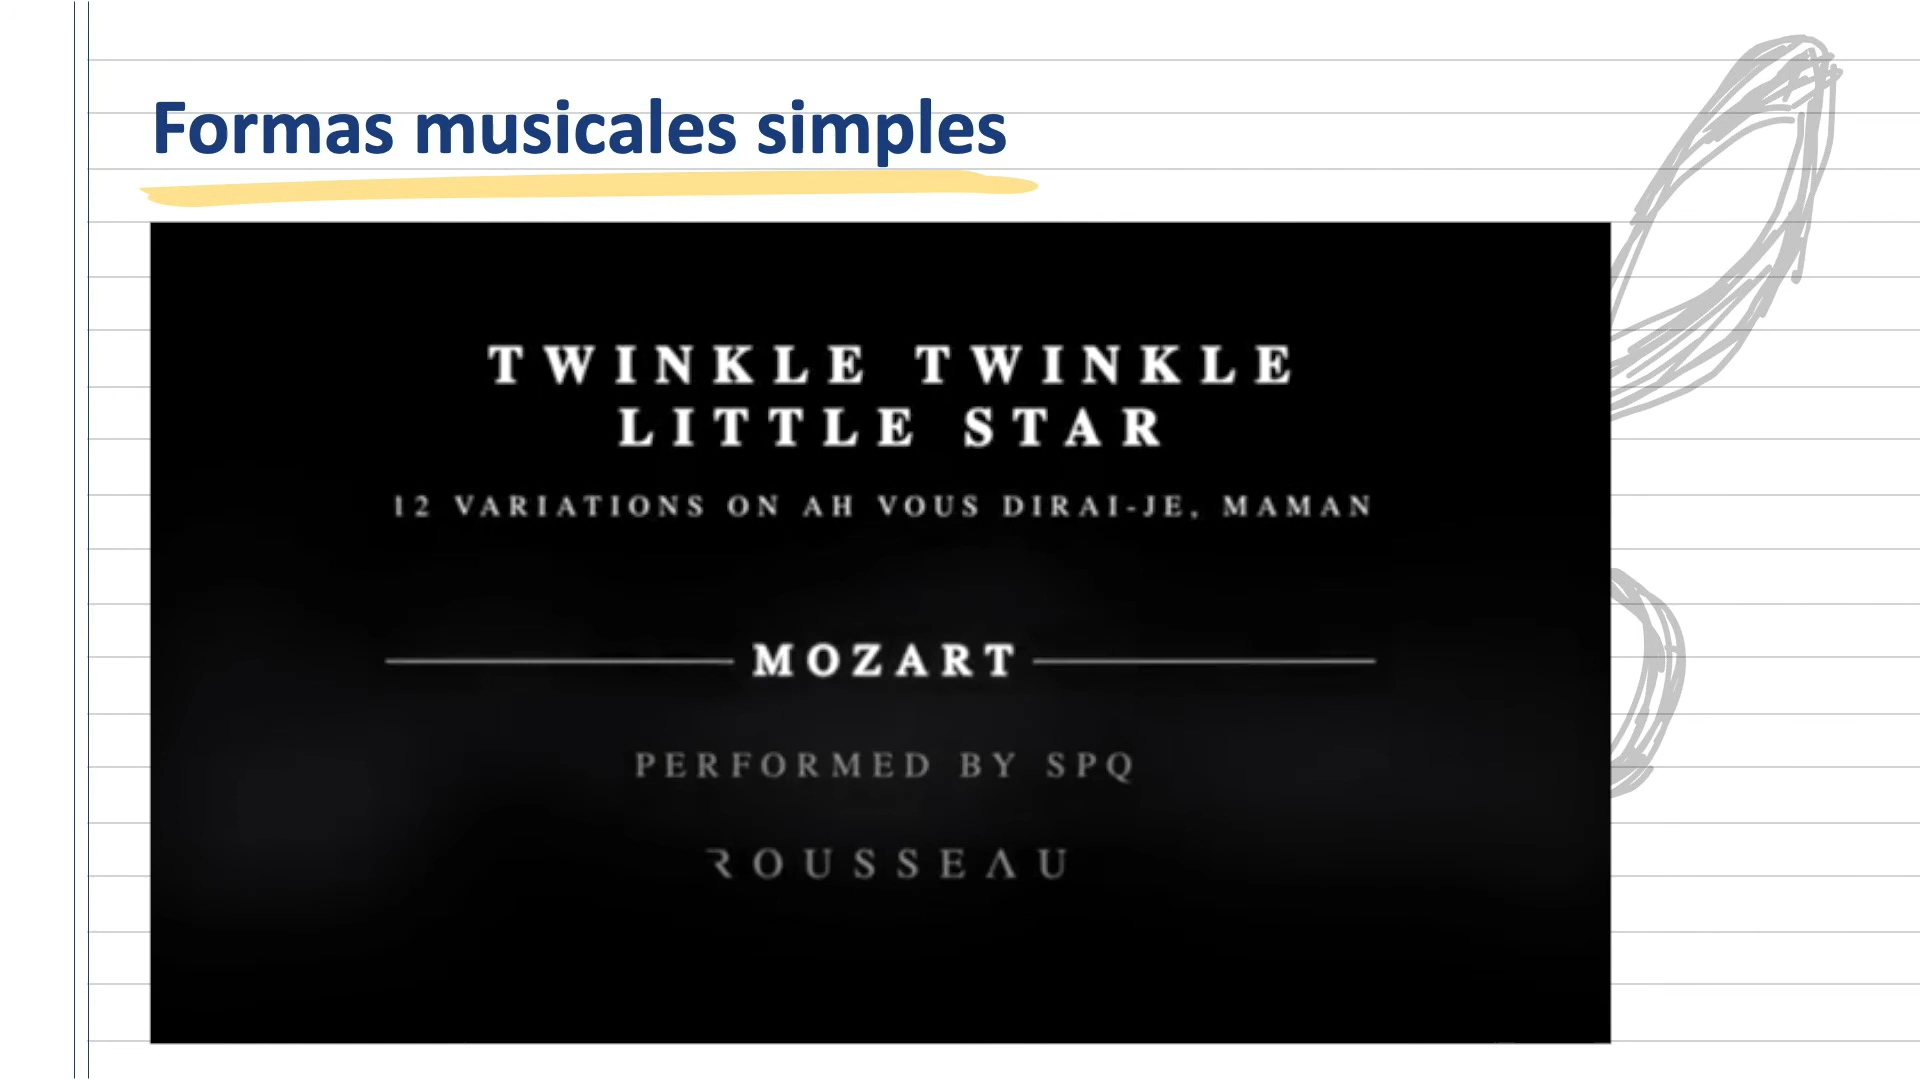 Formas musicales simples
TWINKLE TWINKLE
LITTLE STAR
12 VARIATIONS ON AH VOUS DIRAI-JE, MAMAN
MOZART
PERFORMED BY SPQ
ROUSSEAU